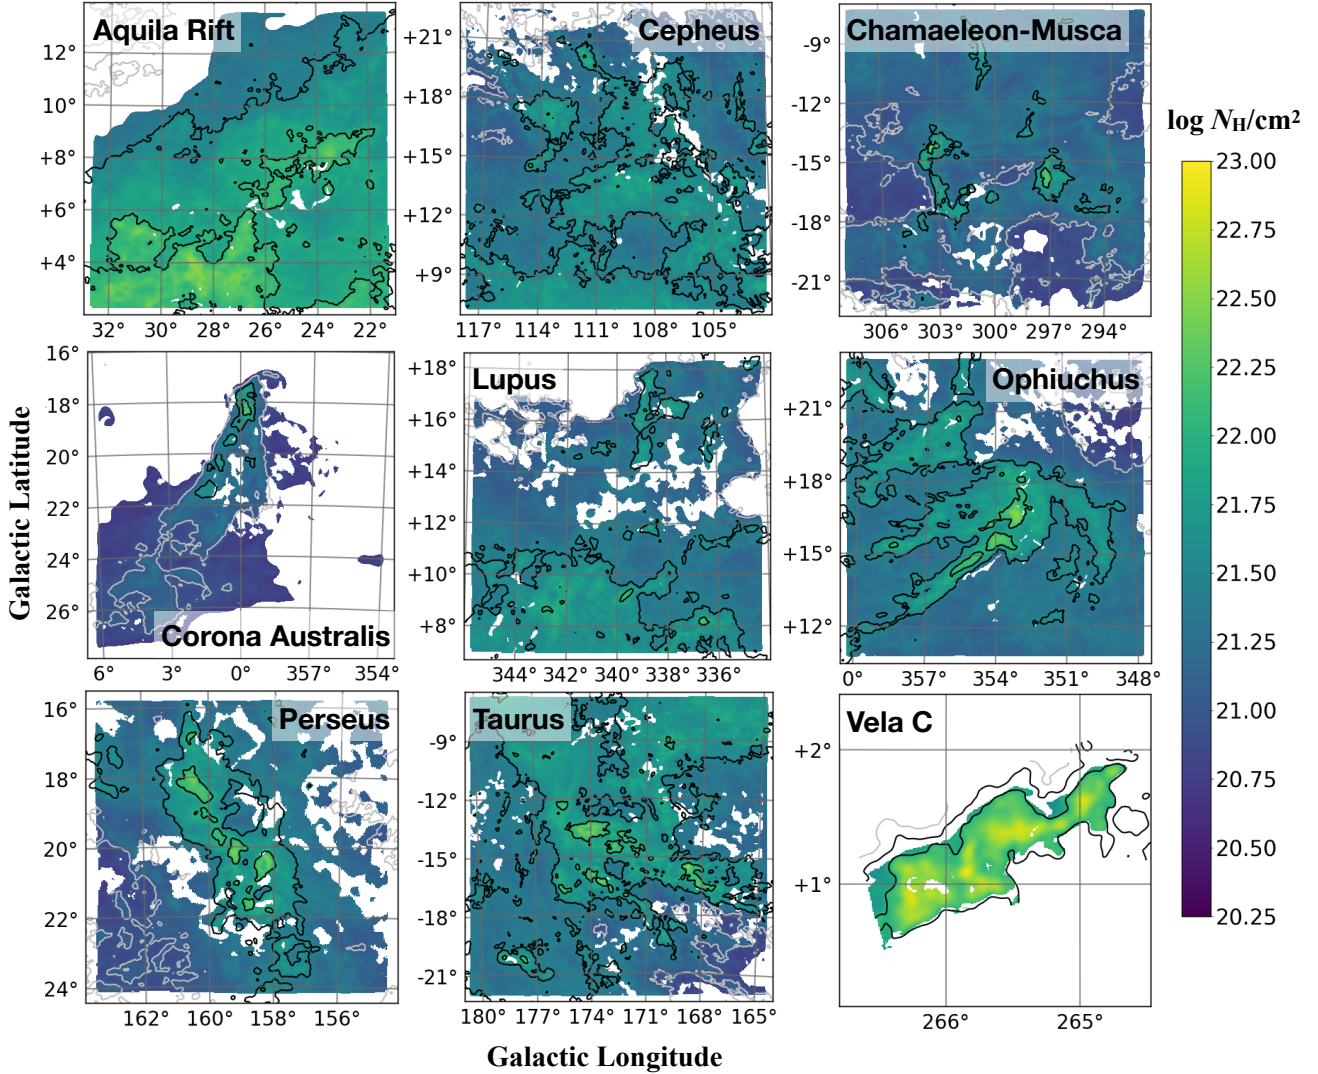 Aquila Rift
12°
10°
+8°
+6°
+4°
32 30 28 26 24 22
Cepheus
+21°
+18°
+15°
+12°
+9°
117 114 111 108 105
Chamaeleon-Musca
-9°
-12°
-15°
-18°
-21°
306 303 300 297 294
log N_H/cm²
23.00
22.75
22.50
22.25
22.00
21.75
21.50
21.25
21.00
20.75
20.50
20.25
Galactic Latitude
16°
18°
20°
22°
24°
26°
Corona Australis
6° 3° 0° 357° 354°
Lupus
+18°
+16°
+14°
+12°
+10°
+8°
344° 342° 340° 338° 336°
Ophiuchus
+21°
+18°
+15°
+12°
0° 357° 354° 351° 348°
Perseus
16°
18°
20°
22°
24°
162° 160° 158° 156°
Taurus
-9°
-12°
-15°
-18°
-21°
180° 177° 174° 171° 168° 165°
Vela C
+2°
+1°
266° 265°
Galactic Longitude